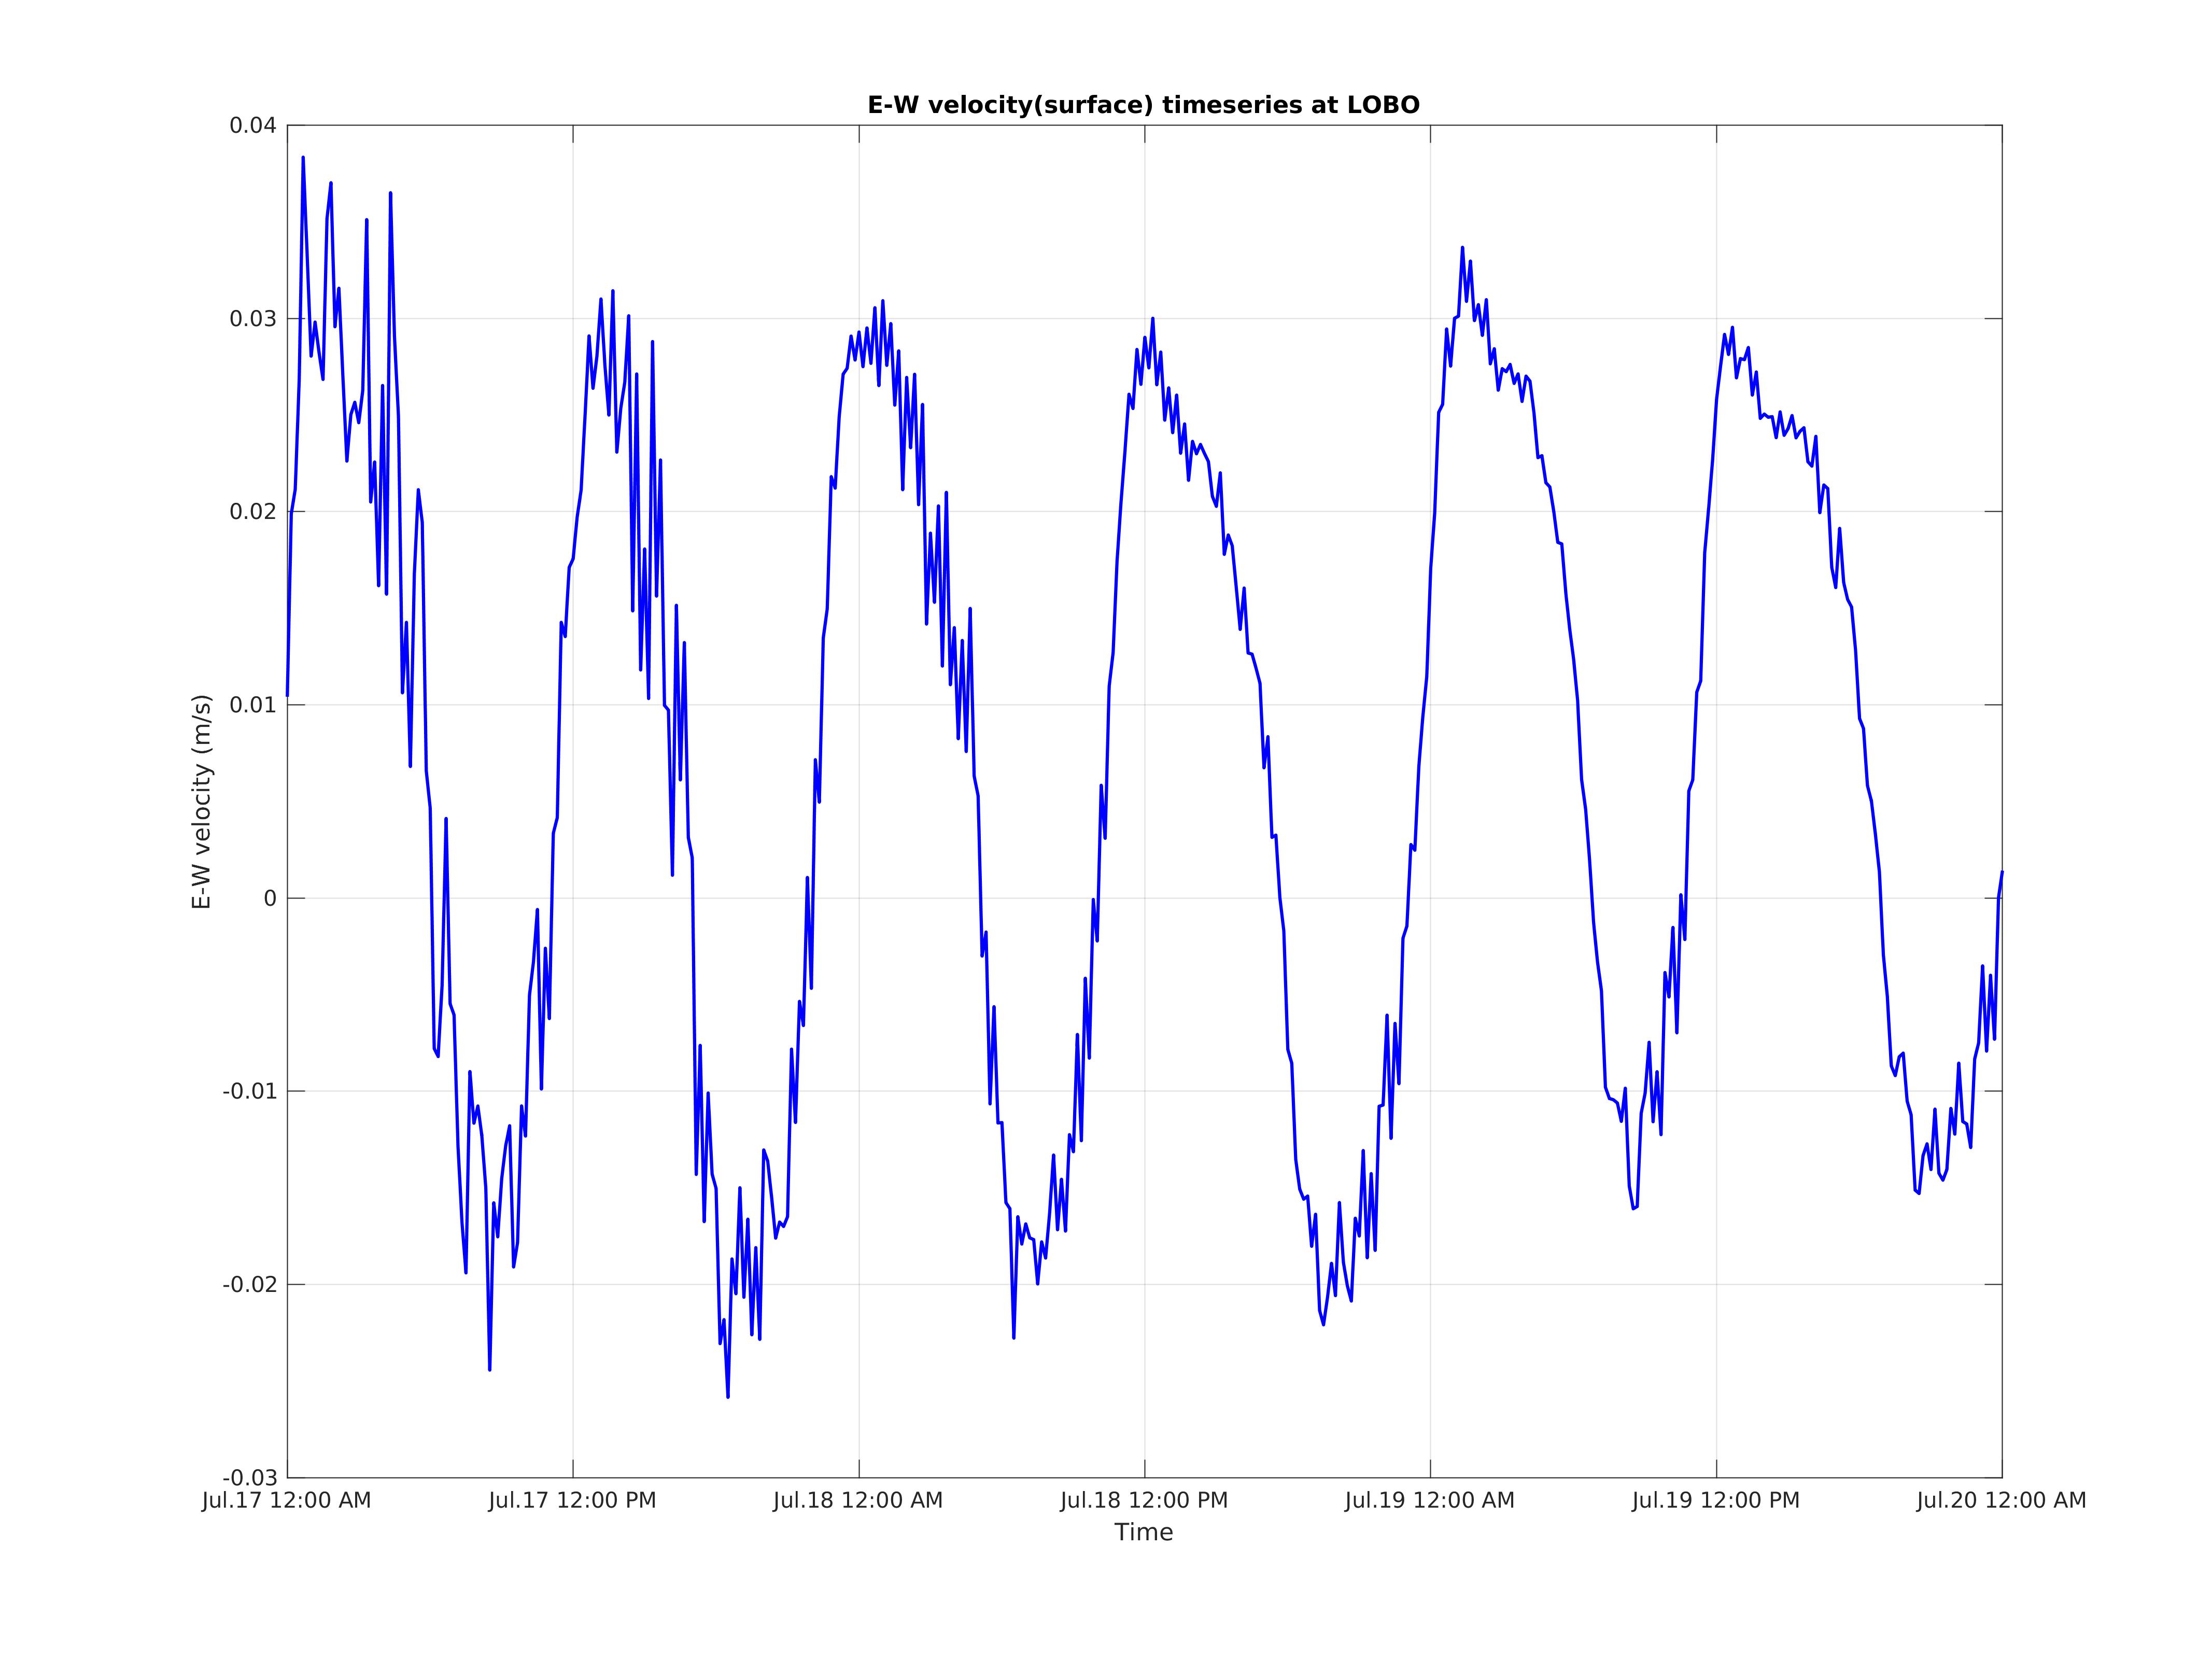 E-W velocity(surface) timeseries at LOBO
0.04
0.03
0.02
0.01
0
-0.01
-0.02
-0.03
E-W velocity (m/s)
Jul.17 12:00 AM Jul.17 12:00 PM Jul.18 12:00 AM Jul.18 12:00 PM Jul.19 12:00 AM Jul.19 12:00 PM Jul.20 12:00 AM
Time